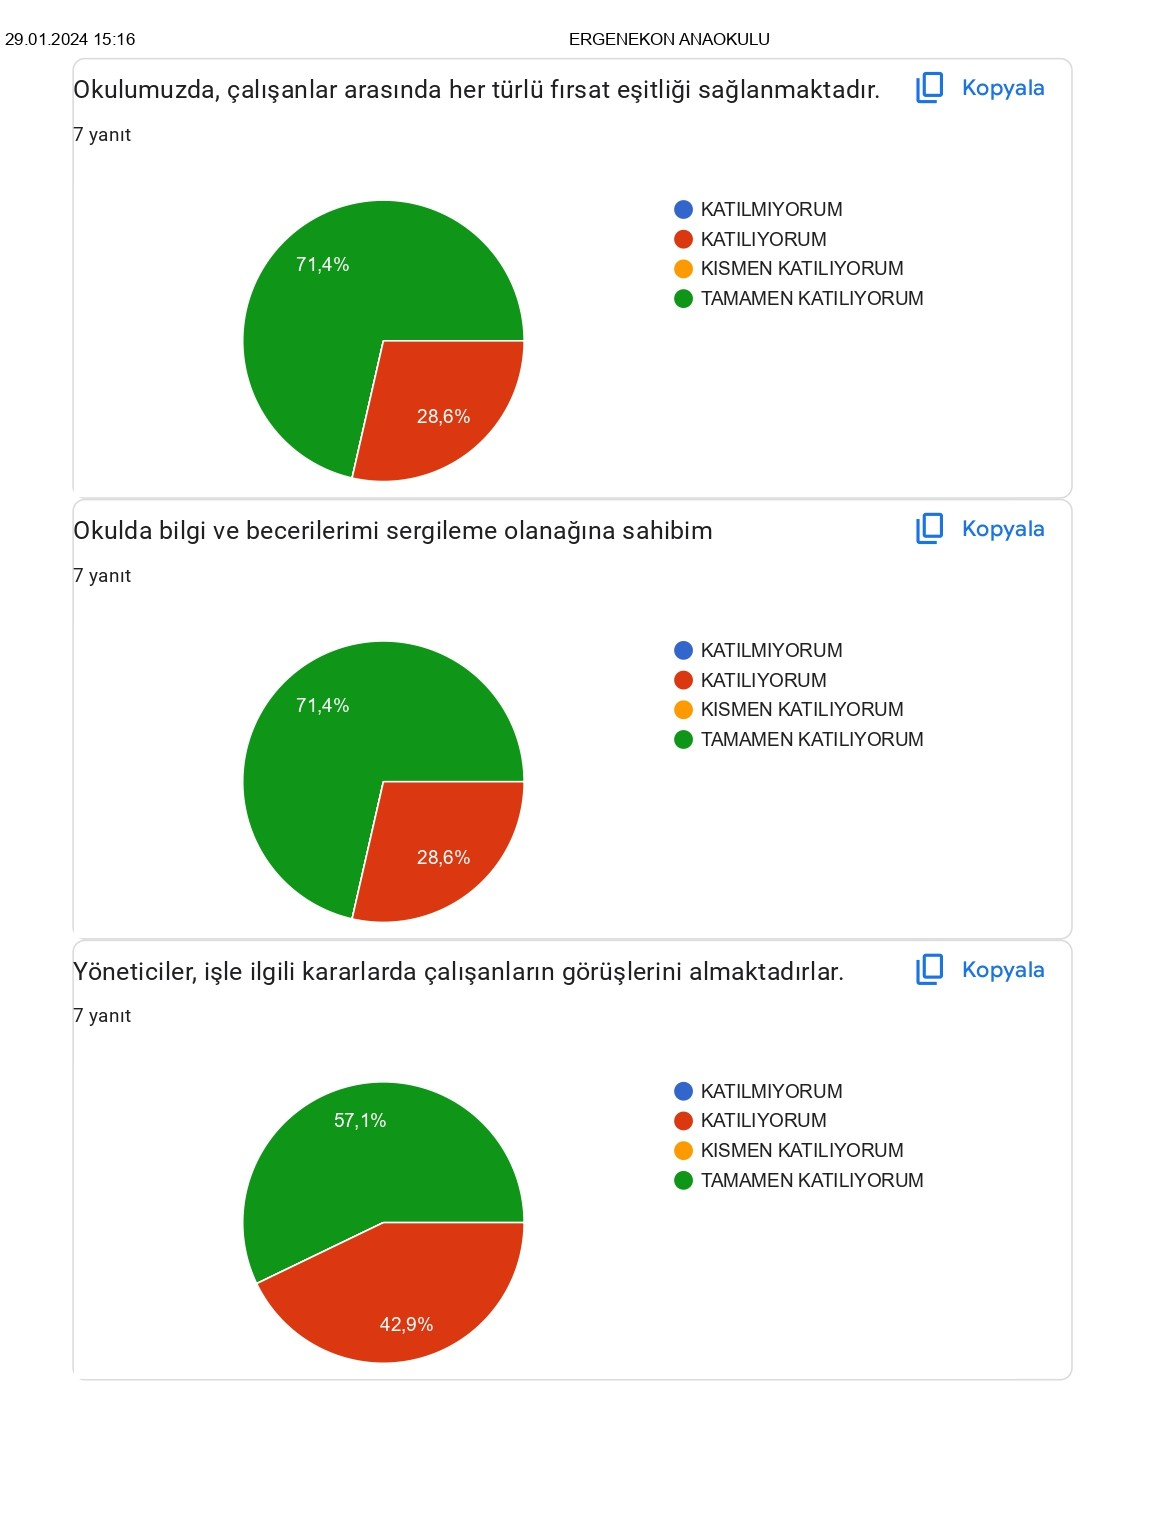 29.01.2024 15:16
ERGENEKON ANAOKULU
Okulumuzda, çalışanlar arasında her türlü fırsat eşitliği sağlanmaktadır.
Kopyala
7 yanıt
KATILMIYORUM
KATILIYORUM
KISMEN KATILIYORUM
TAMAMEN KATILIYORUM
71,4%
28,6%
Okulda bilgi ve becerilerimi sergileme olanağına sahibim
Kopyala
7 yanıt
KATILMIYORUM
KATILIYORUM
KISMEN KATILIYORUM
TAMAMEN KATILIYORUM
71,4%
28,6%
Yöneticiler, işle ilgili kararlarda çalışanların görüşlerini almaktadırlar.
Kopyala
7 yanıt
KATILMIYORUM
KATILIYORUM
KISMEN KATILIYORUM
TAMAMEN KATILIYORUM
57,1%
42,9%